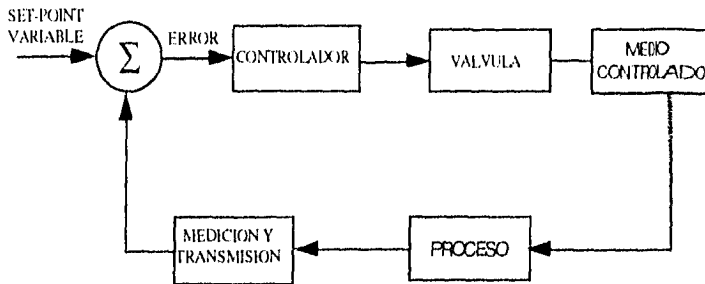 SET-POINT
VARIABLE
Σ
ERROR
CONTROLADOR
VALVULA
MEDIO
CONTROLADO
MEDICION Y
TRANSMISION
PROCESO